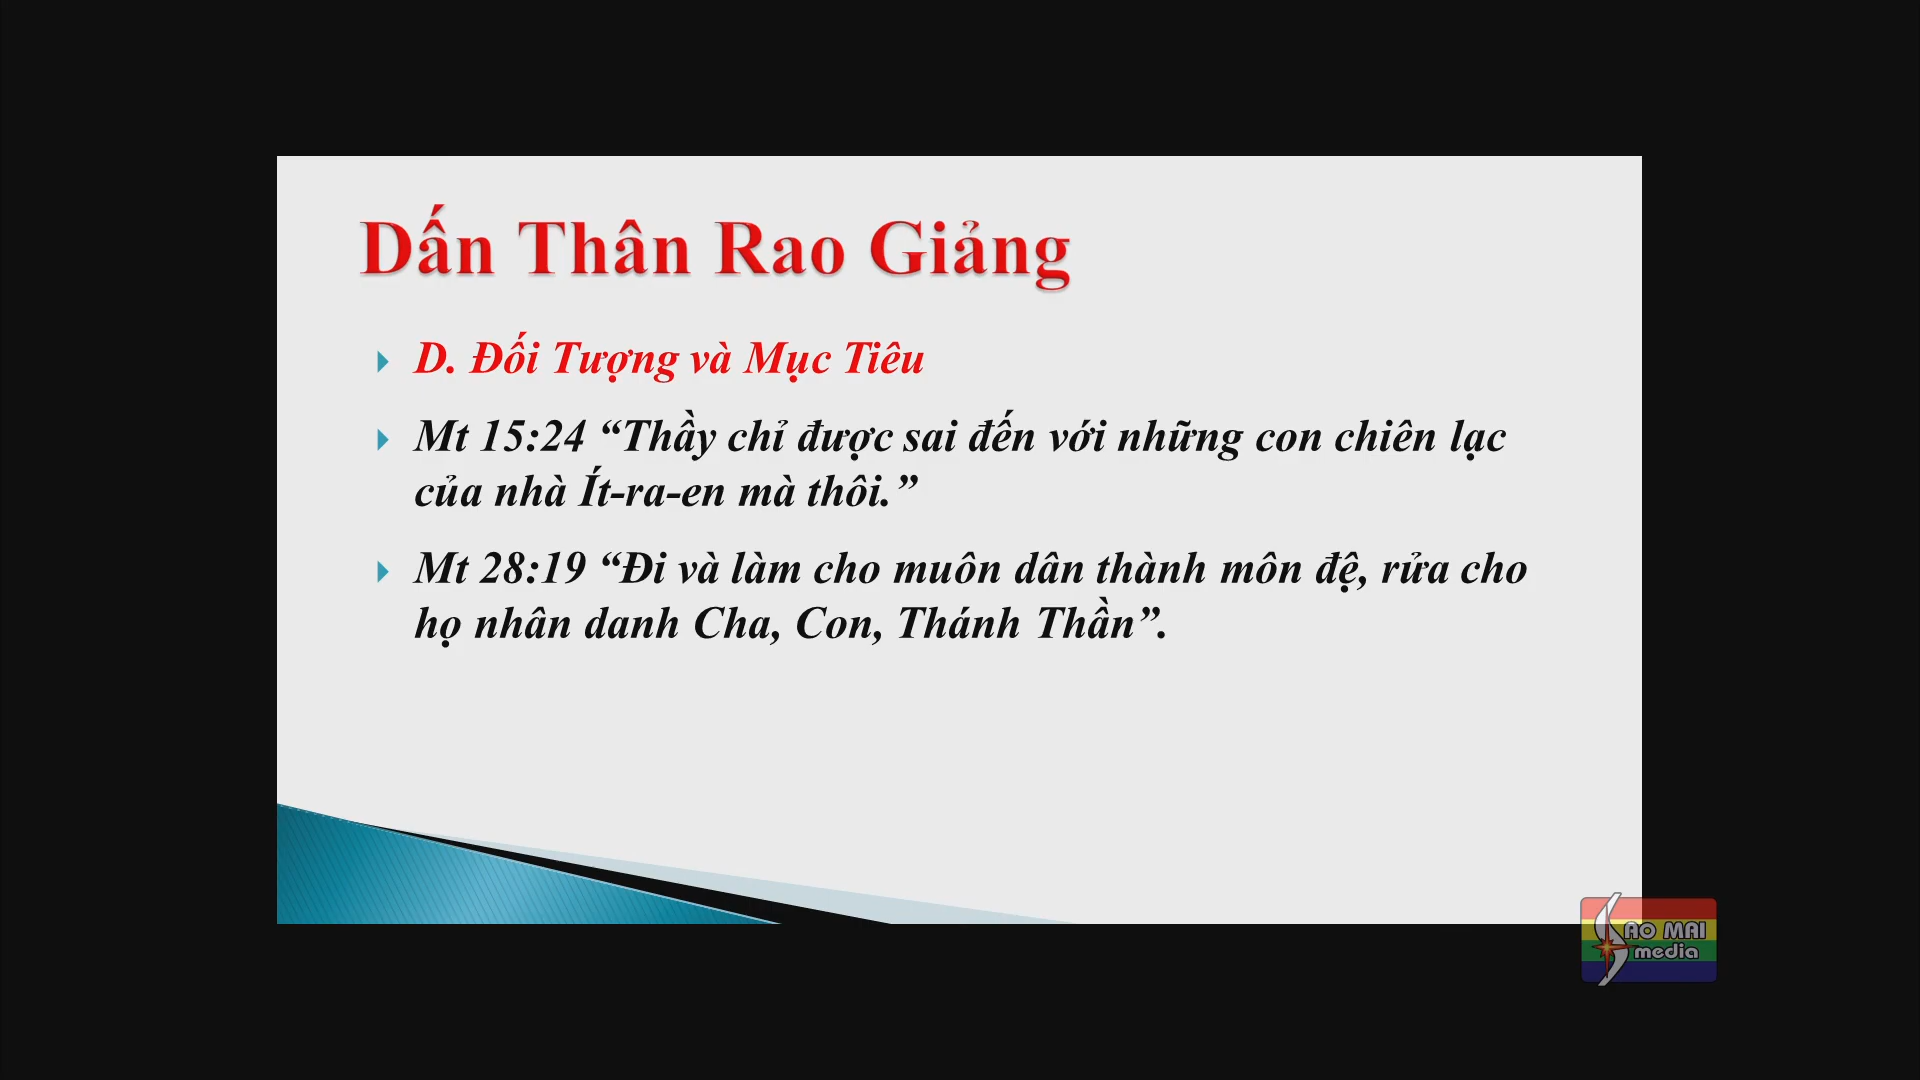 Dấn Thân Rao Giảng
D. Đối Tượng và Mục Tiêu
Mt 15:24 “Thầy chỉ được sai đến với những con chiên lạc
của nhà Ít-ra-en mà thôi.”
Mt 28:19 “Đi và làm cho muôn dân thành môn đệ, rửa cho
họ nhân danh Cha, Con, Thánh Thần”.
SAO MAI
media